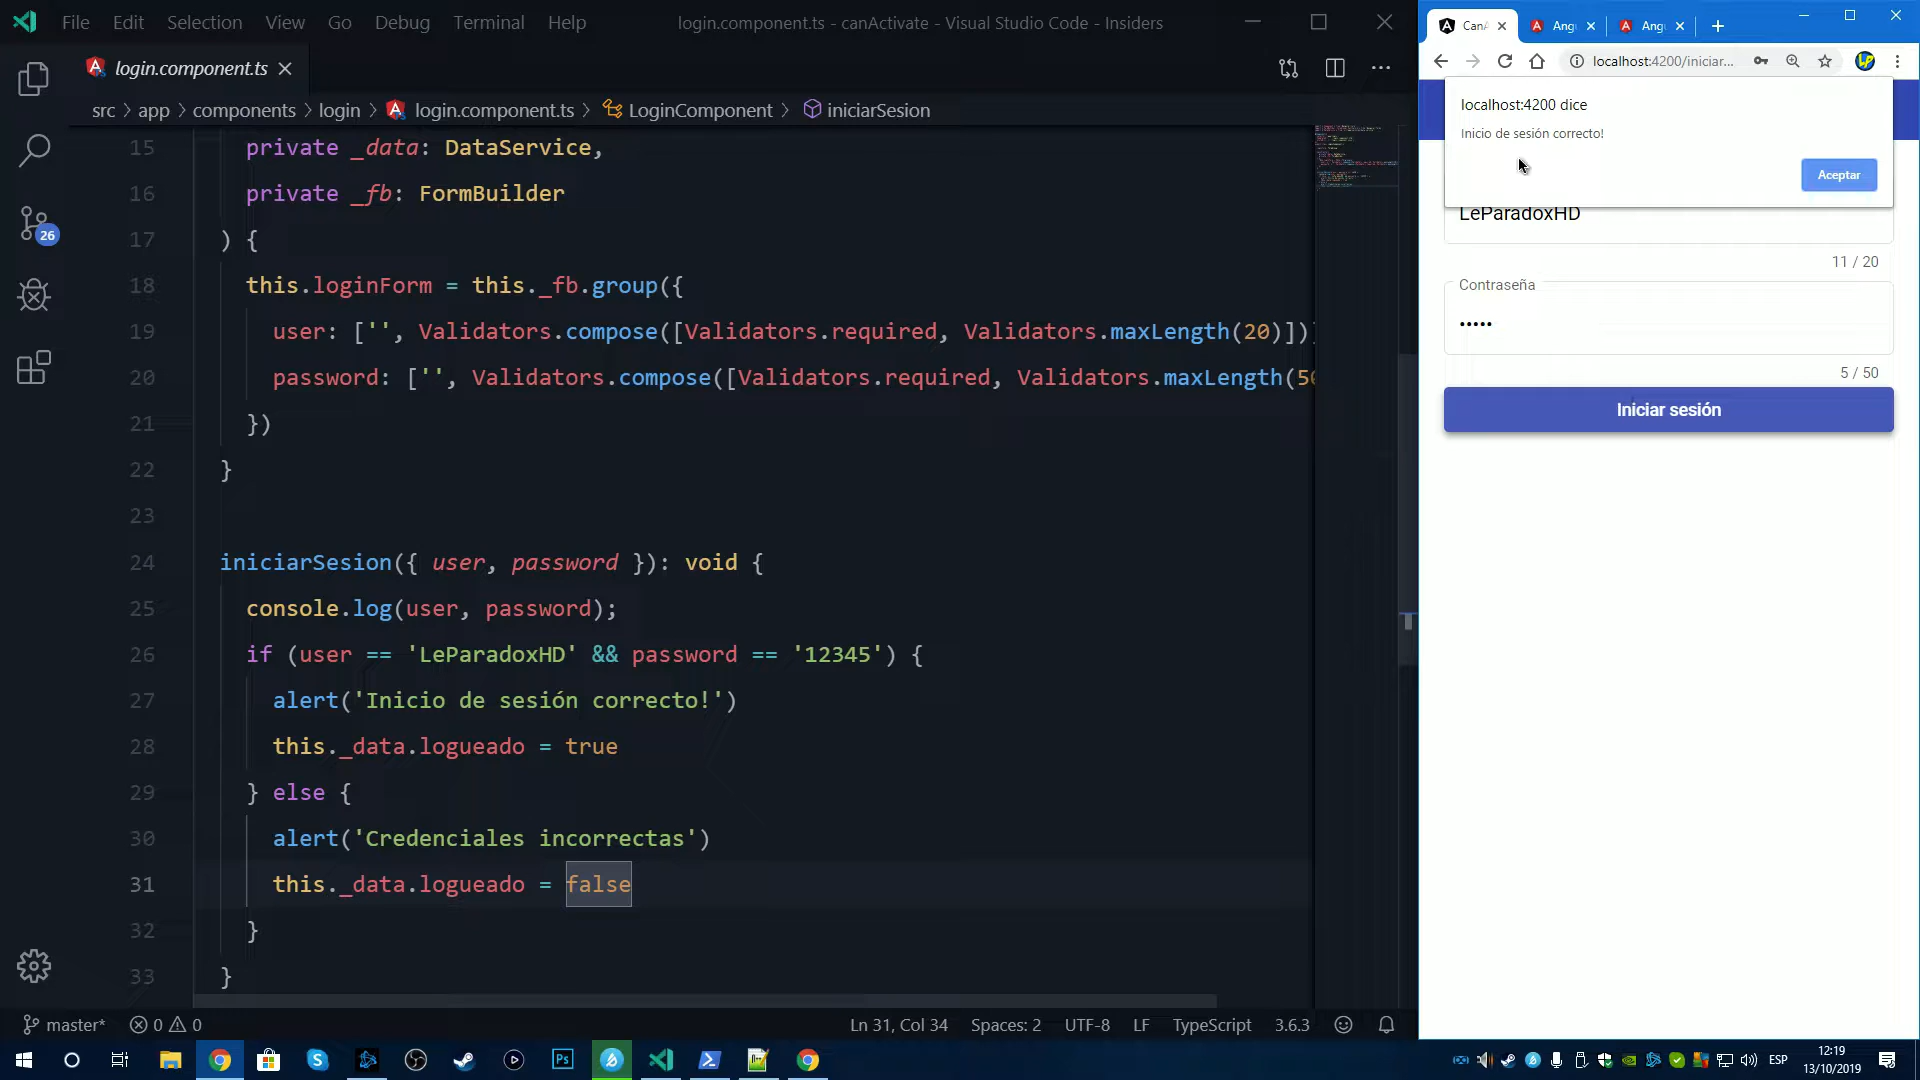 File Edit Selection View Go Debug Terminal Help
login.component.ts - canActivate - Visual Studio Code - Insiders
login.component.ts
src > app > components > login > login.component.ts > LoginComponent > iniciarSesion
15 private _data: DataService,
16 private _fb: FormBuilder
17 ) {
18 this.loginForm = this._fb.group({
19 user: ['', Validators.compose([Validators.required, Validators.maxLength(20)])]
20 password: ['', Validators.compose([Validators.required, Validators.maxLength(50
21 })
22 }
23
24 iniciarSesion({ user, password }): void {
25 console.log(user, password);
26 if (user == 'LeParadoxHD' && password == '12345') {
27 alert('Inicio de sesión correcto!')
28 this._data.logueado = true
29 } else {
30 alert('Credenciales incorrectas')
31 this._data.logueado = false
32 }
33 }
26
master* 0 0
Ln 31, Col 34 Spaces: 2 UTF-8 LF TypeScript 3.6.3
CanA
Ang
Ang
localhost:4200/iniciar...
localhost:4200 dice
Inicio de sesión correcto!
Aceptar
LeParadoxHD
11 / 20
Contraseña
•••••
5 / 50
Iniciar sesión
Ps
ESP
12:19
13/10/2019